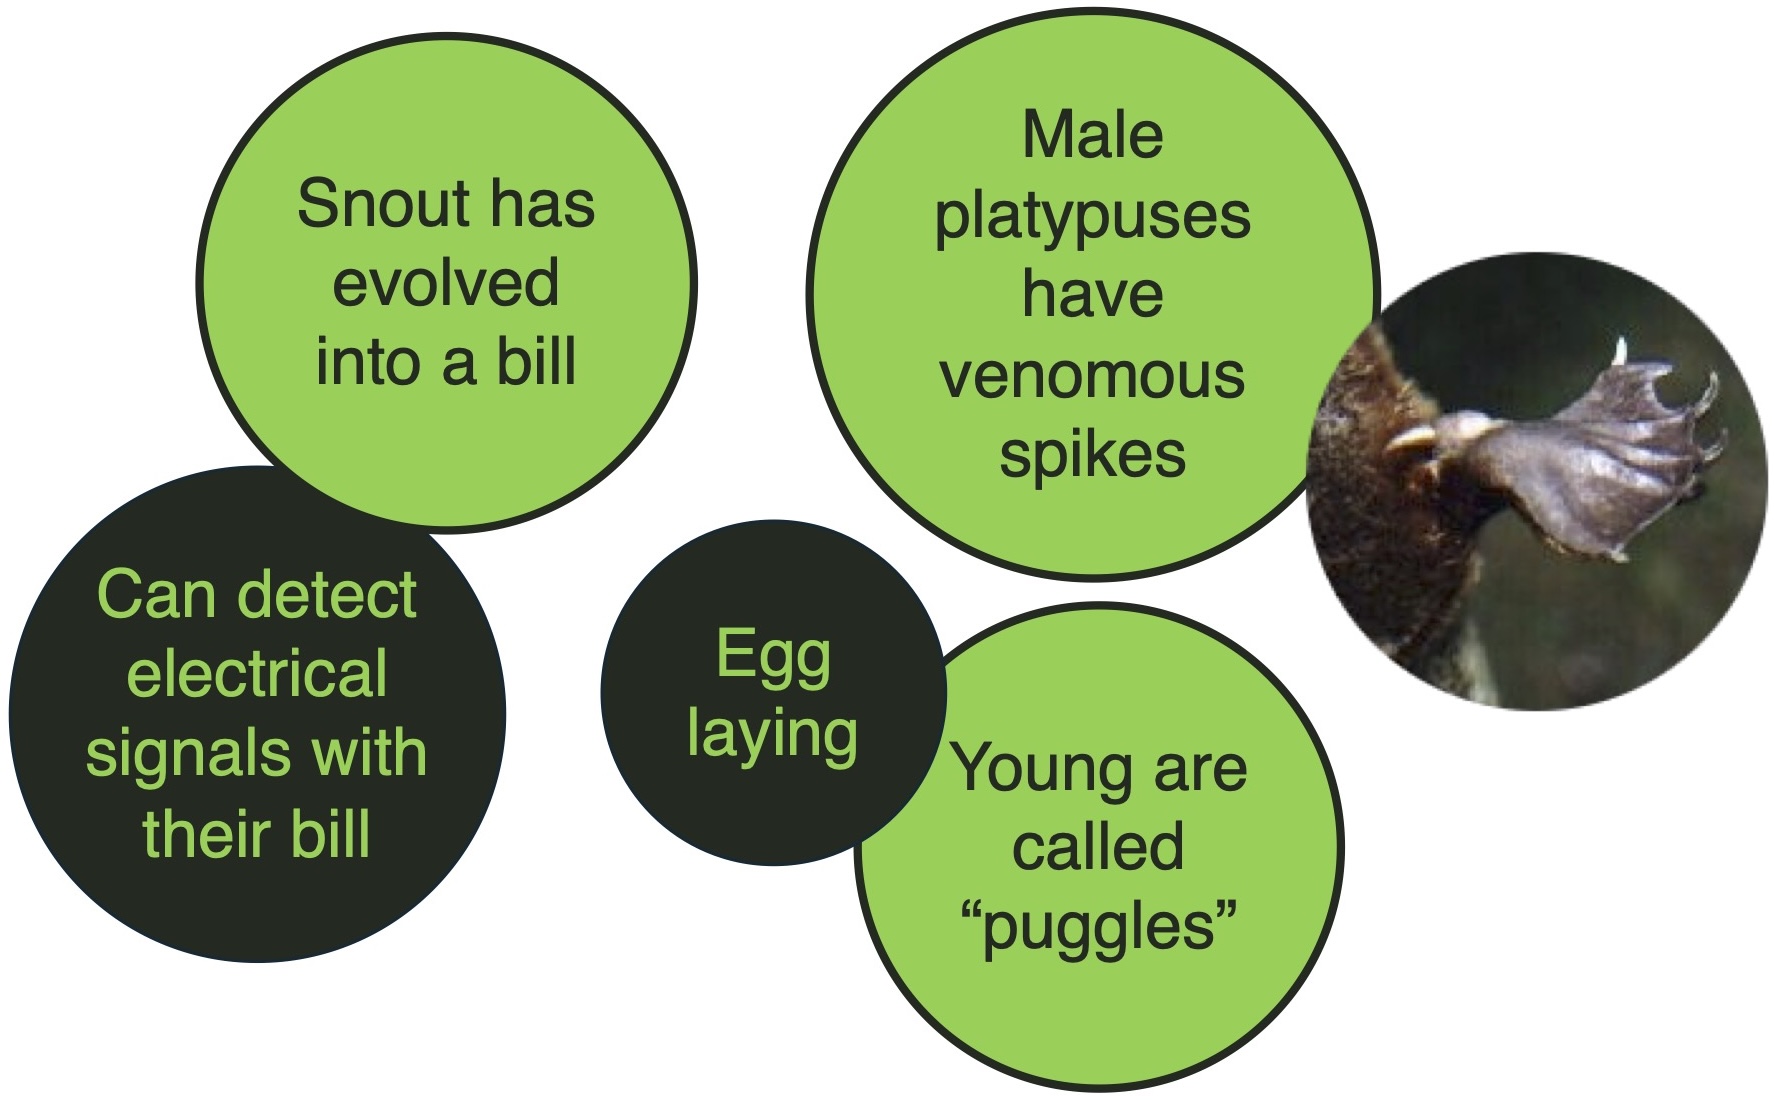 Snout has
evolved
into a bill
Can detect
electrical
signals with
their bill
Male
platypuses
have
venomous
spikes
Egg
laying
Young are
called
“puggles”